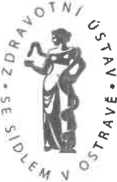 • ZDRAVOTNÍ ÚSTAV •
SE SÍDLEM V OSTRAVĚ